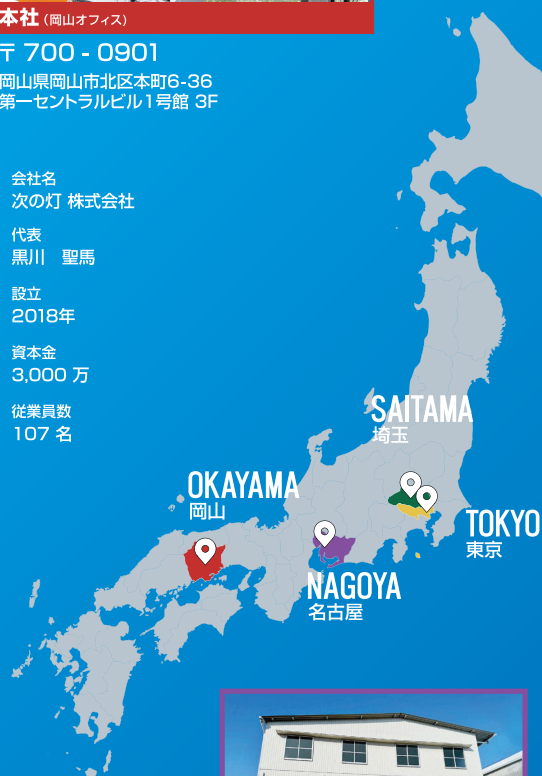 本社(岡山オフィス)
〒 700 - 0901
岡山県岡山市北区本町6-36
第一セントラルビル1号館 3F
会社名
次の灯 株式会社
代表
黒川　聖馬
設立
2018年
資本金
3,000 万
従業員数
107 名
SAITAMA
埼玉
OKAYAMA
岡山
TOKYO
東京
NAGOYA
名古屋